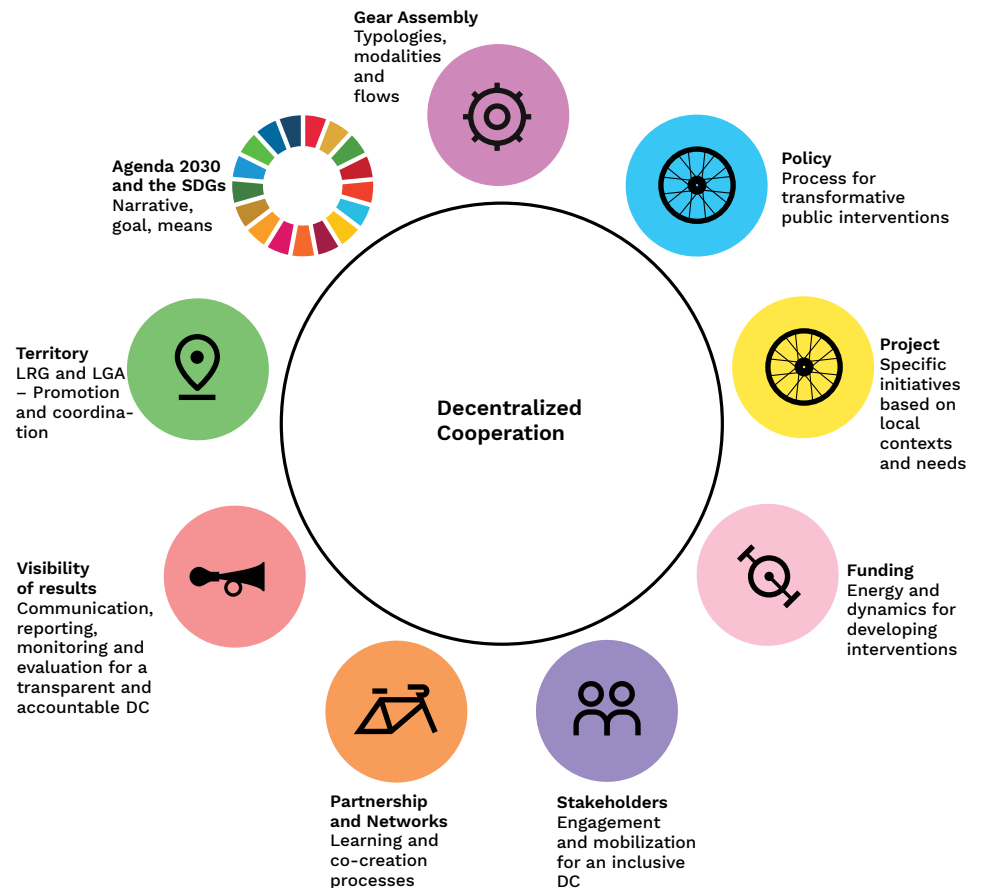 Gear Assembly
Typologies,
modalities
and
flows
Policy
Process for
transformative
public interventions
Project
Specific
initiatives
based on
local
contexts
and needs
Funding
Energy and
dynamics for
developing
interventions
Stakeholders
Engagement
and mobilization
for an inclusive
DC
Partnership
and Networks
Learning and
co-creation
processes
Visibility
of results
Communication,
reporting,
monitoring and
evaluation for a
transparent and
accountable DC
Territory
LRG and LGA
– Promotion
and coordina-
tion
Agenda 2030
and the SDGs
Narrative,
goal, means
Decentralized
Cooperation